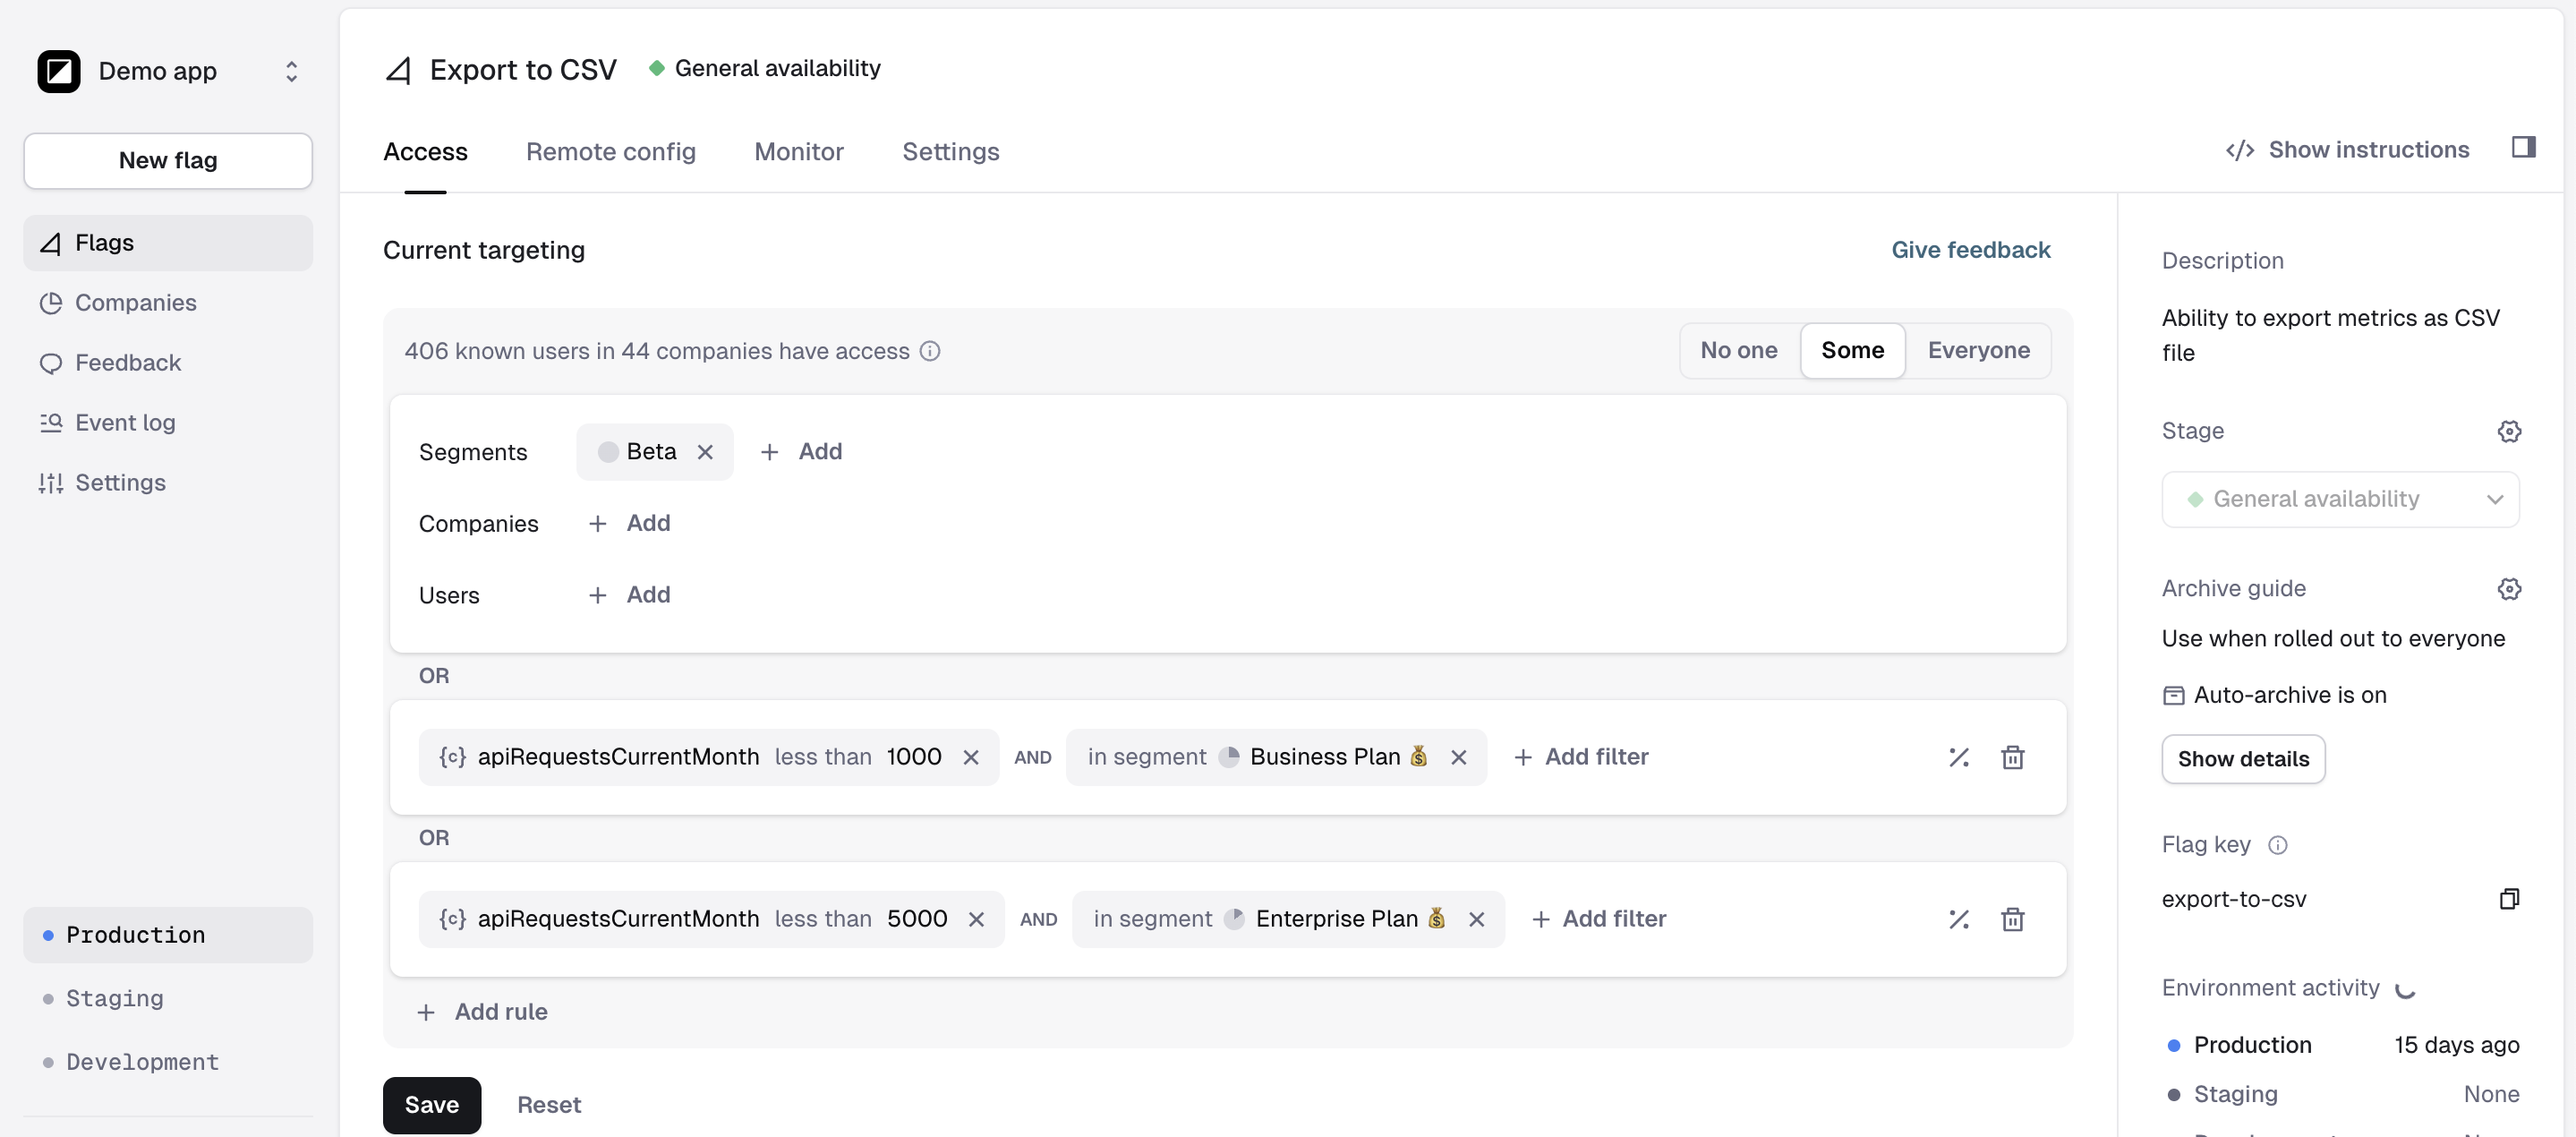 Demo app
New flag
Flags
Companies
Feedback
Event log
Settings
Production
Staging
Development
Export to CSV
General availability
Access
Remote config
Monitor
Settings
Show instructions
Current targeting
Give feedback
406 known users in 44 companies have access
No one
Some
Everyone
Segments
Beta
Add
Companies
Add
Users
Add
OR
{c} apiRequestsCurrentMonth less than 1000
AND
in segment Business Plan 💰
Add filter
OR
{c} apiRequestsCurrentMonth less than 5000
AND
in segment Enterprise Plan 💰
Add filter
Add rule
Save
Reset
Description
Ability to export metrics as CSV
file
Stage
General availability
Archive guide
Use when rolled out to everyone
Auto-archive is on
Show details
Flag key
export-to-csv
Environment activity
Production 15 days ago
Staging None